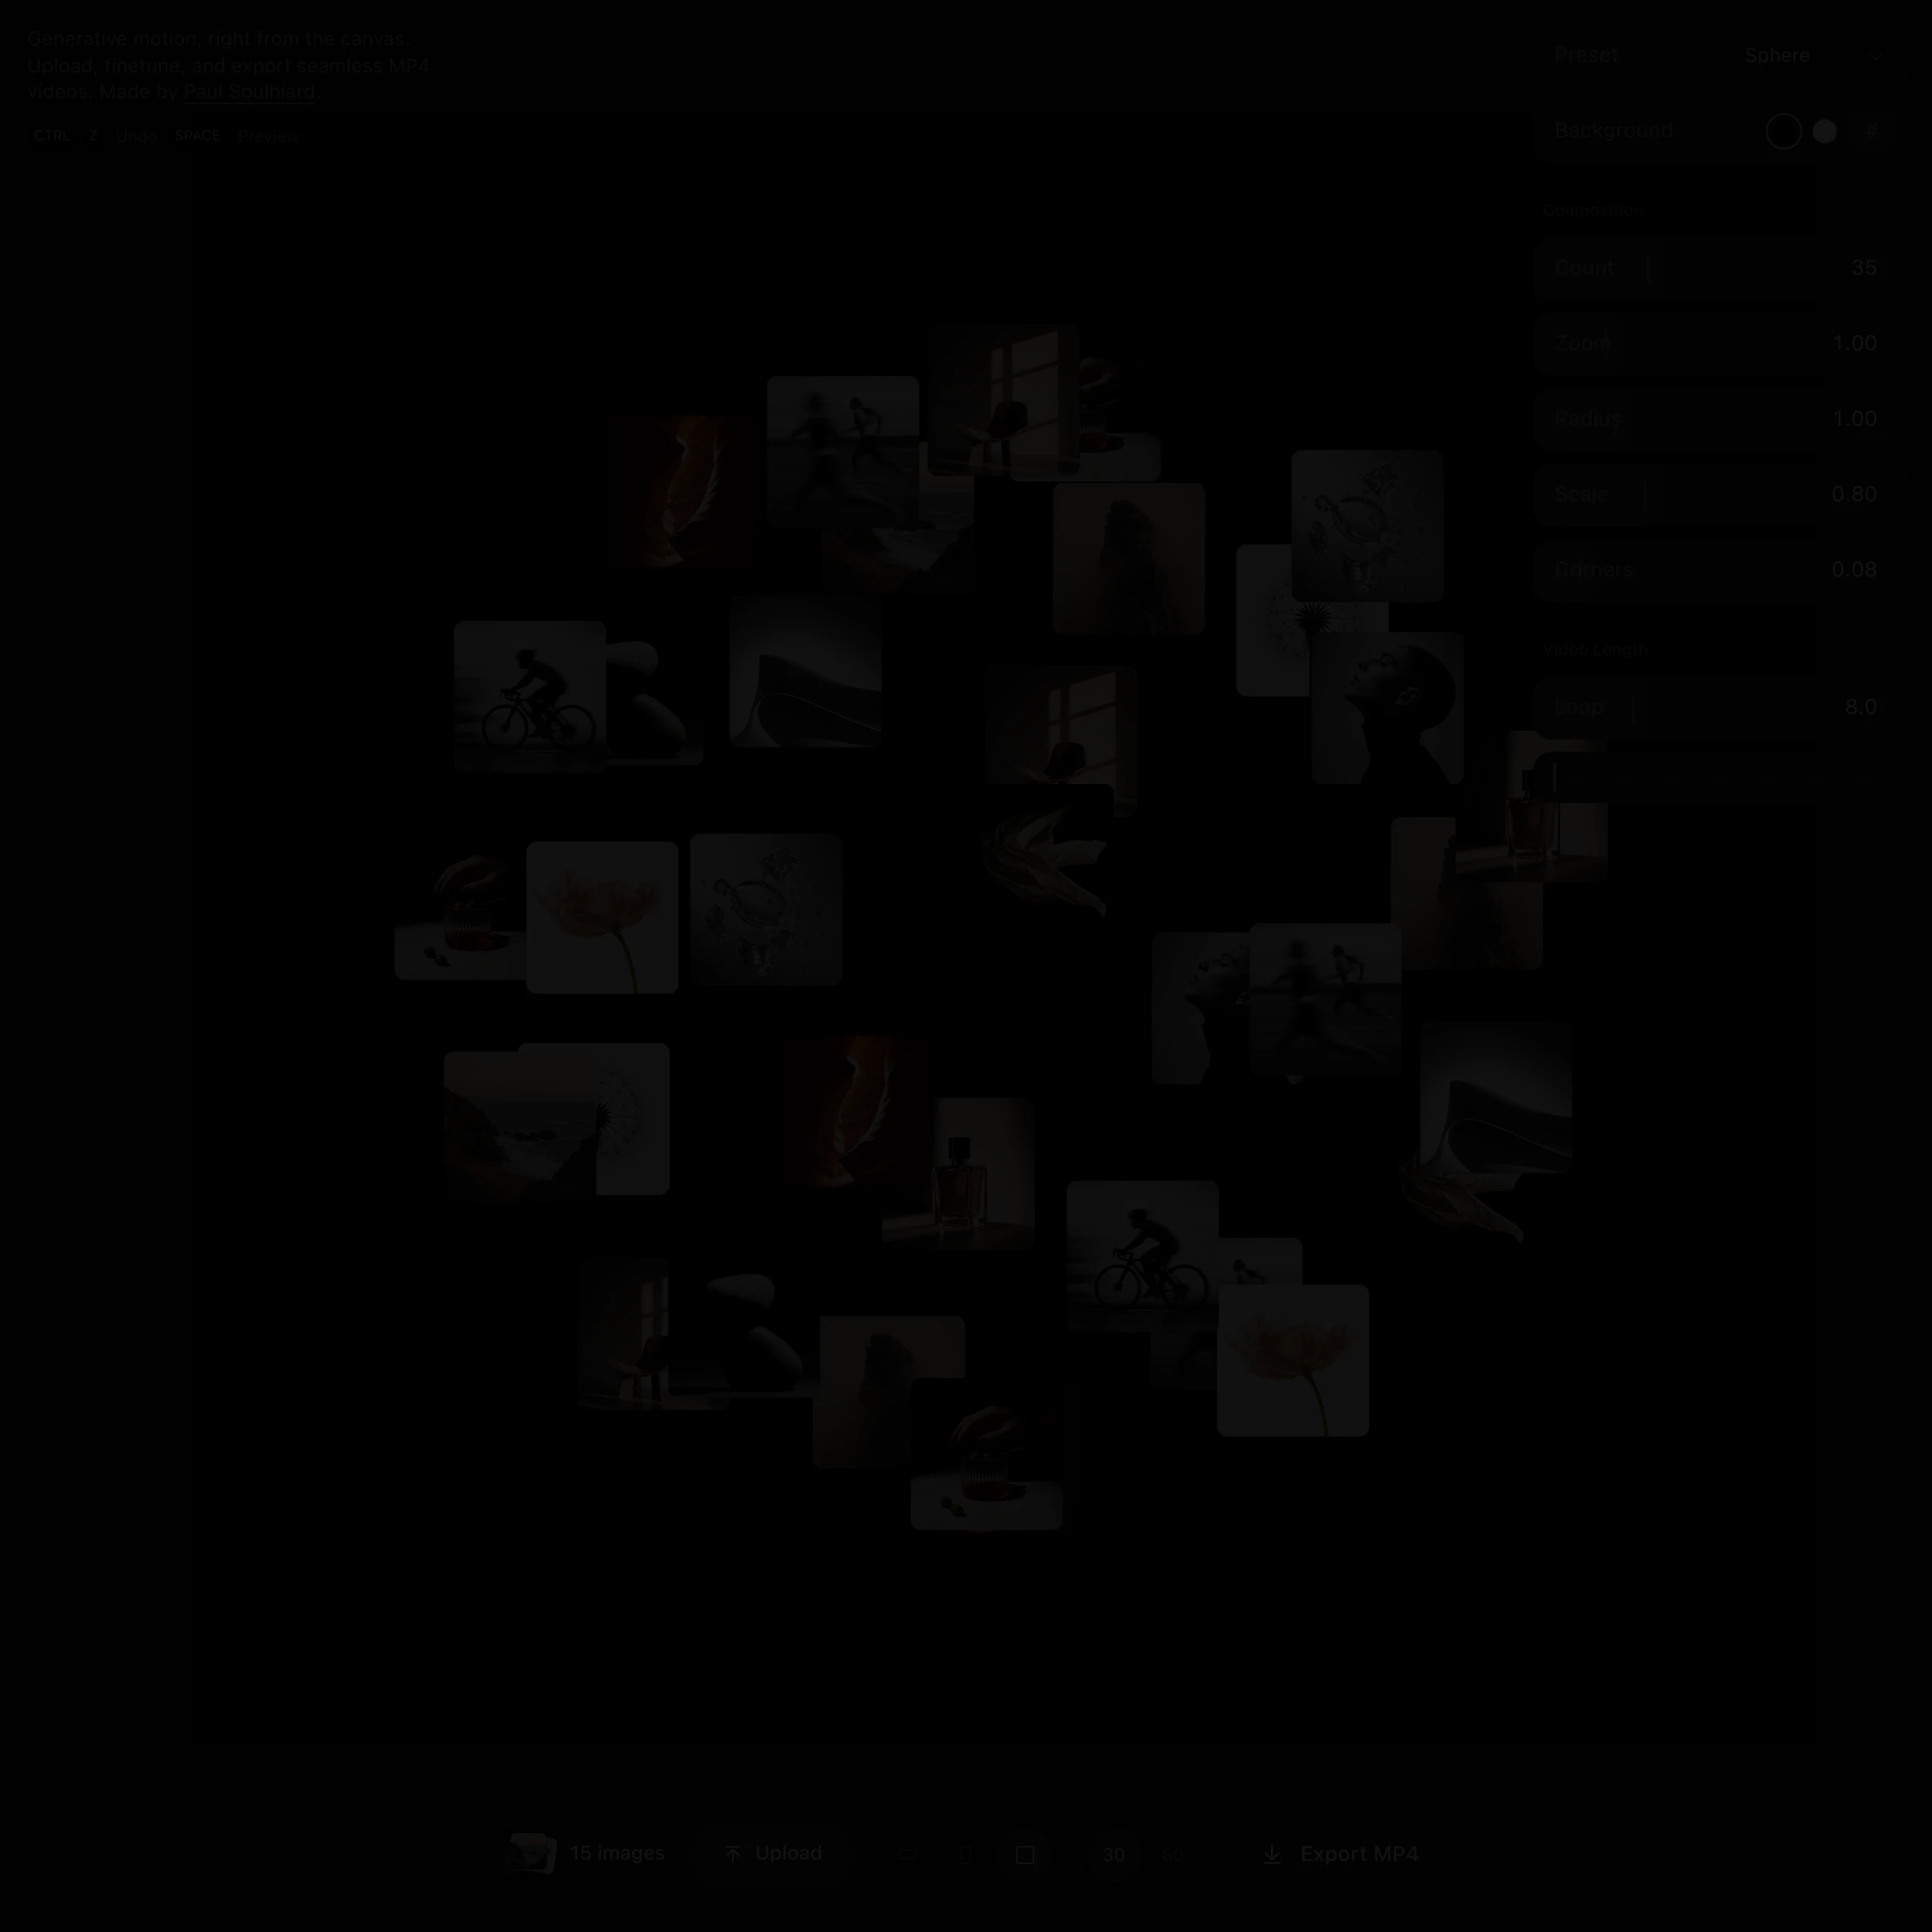 Generative motion, right from the canvas.
Upload, finetune, and export seamless MP4
videos. Made by Paul Soulhiard.
CTRL Z Undo SPACE Preview
Preset Sphere
Background #
Composition
Count 35
Zoom 1.00
Radius 1.00
Scale 0.80
Corners 0.08
Video Length
Loop 8.0
15 images Upload 30 60 Export MP4